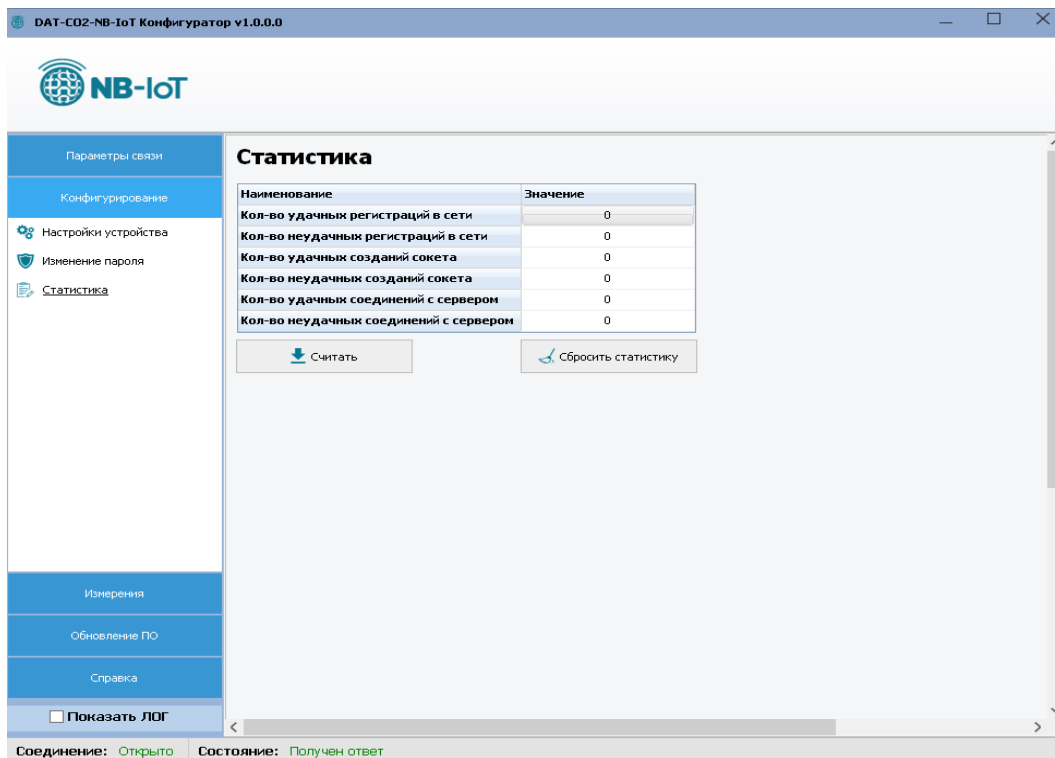 DAT-CO2-NB-IoT Конфигуратор v1.0.0.0
NB-IoT
Параметры связи
Конфигурирование
Настройки устройства
Изменение пароля
Статистика
Статистика
Наименование Значение
Кол-во удачных регистраций в сети 0
Кол-во неудачных регистраций в сети 0
Кол-во удачных созданий сокета 0
Кол-во неудачных созданий сокета 0
Кол-во удачных соединений с сервером 0
Кол-во неудачных соединений с сервером 0
Считать Сбросить статистику
Измерения
Обновление ПО
Справка
Показать ЛОГ
Соединение: Открыто Состояние: Получен ответ